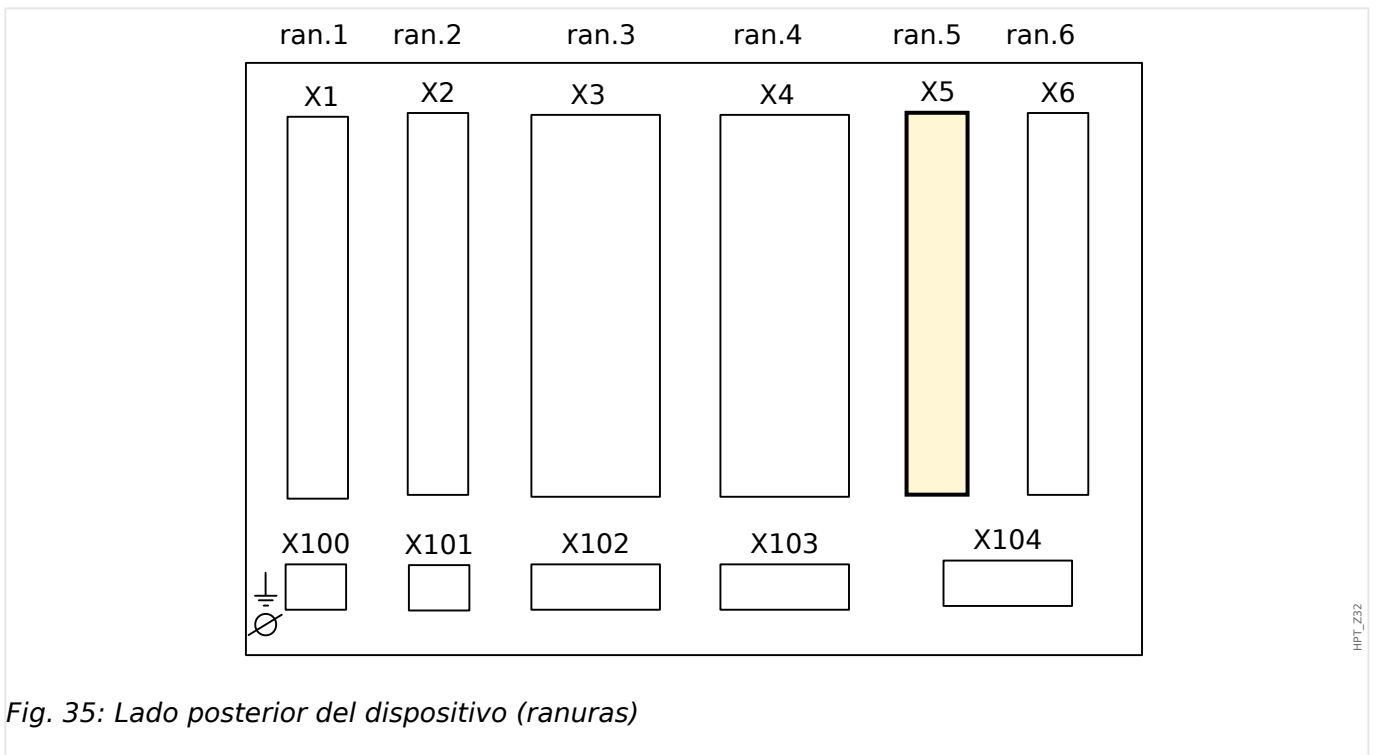 ran.1 ran.2 ran.3 ran.4 ran.5 ran.6
X1 X2 X3 X4 X5 X6
X100 X101 X102 X103 X104
HPT_Z32
Fig. 35: Lado posterior del dispositivo (ranuras)